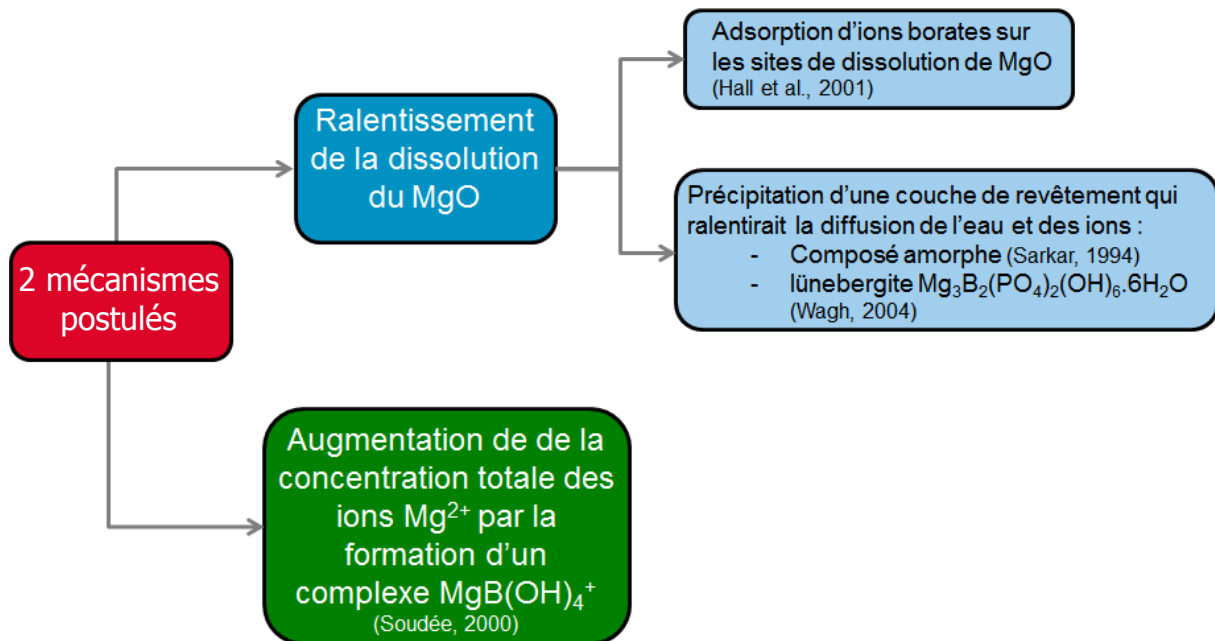 Adsorption d'ions borates sur
les sites de dissolution de MgO
(Hall et al., 2001)
Ralentissement
de la dissolution
du MgO
Précipitation d'une couche de revêtement qui
ralentirait la diffusion de l'eau et des ions :
- Composé amorphe (Sarkar, 1994)
- lünebergite Mg₃B₂(PO₄)₂(OH)₆.6H₂O
(Wagh, 2004)
2 mécanismes
postulés
Augmentation de de la
concentration totale des
ions Mg²⁺ par la
formation d'un
complexe MgB(OH)₄⁺
(Soudée, 2000)